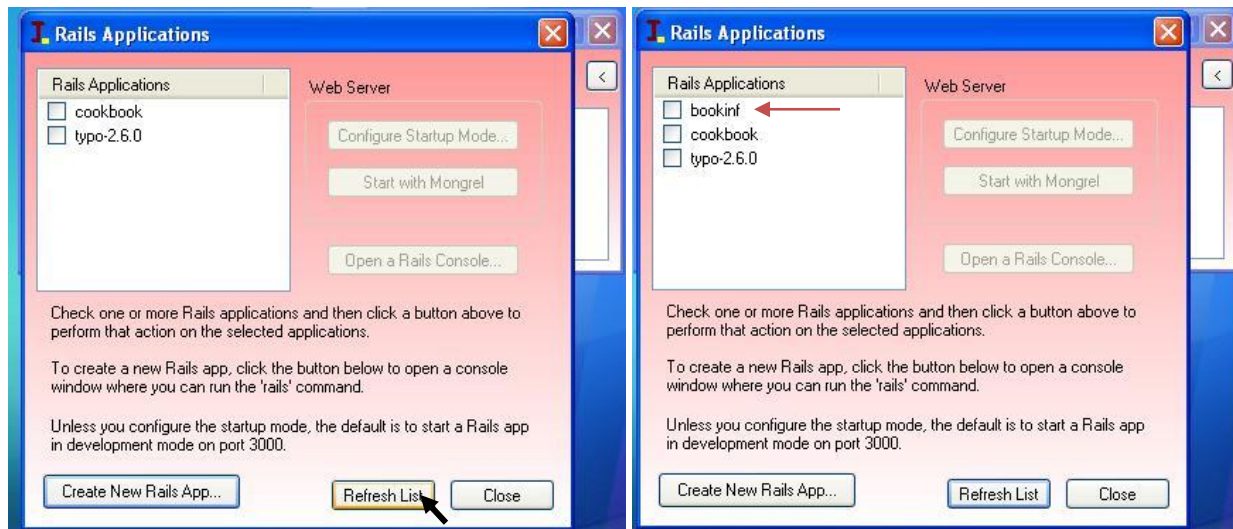 Rails Applications
Rails Applications
Web Server
cookbook
typo-2.6.0
Configure Startup Mode...
Start with Mongrel
Open a Rails Console...
Check one or more Rails applications and then click a button above to
perform that action on the selected applications.
To create a new Rails app, click the button below to open a console
window where you can run the 'rails' command.
Unless you configure the startup mode, the default is to start a Rails app
in development mode on port 3000.
Create New Rails App...
Refresh List
Close
<
Rails Applications
Rails Applications
Web Server
bookinf
cookbook
typo-2.6.0
Configure Startup Mode...
Start with Mongrel
Open a Rails Console...
Check one or more Rails applications and then click a button above to
perform that action on the selected applications.
To create a new Rails app, click the button below to open a console
window where you can run the 'rails' command.
Unless you configure the startup mode, the default is to start a Rails app
in development mode on port 3000.
Create New Rails App...
Refresh List
Close
<